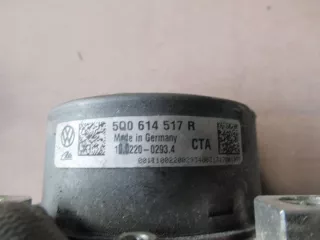 5Q0 614 517 R
Made in Germany
10.0220-0293.4 CTA